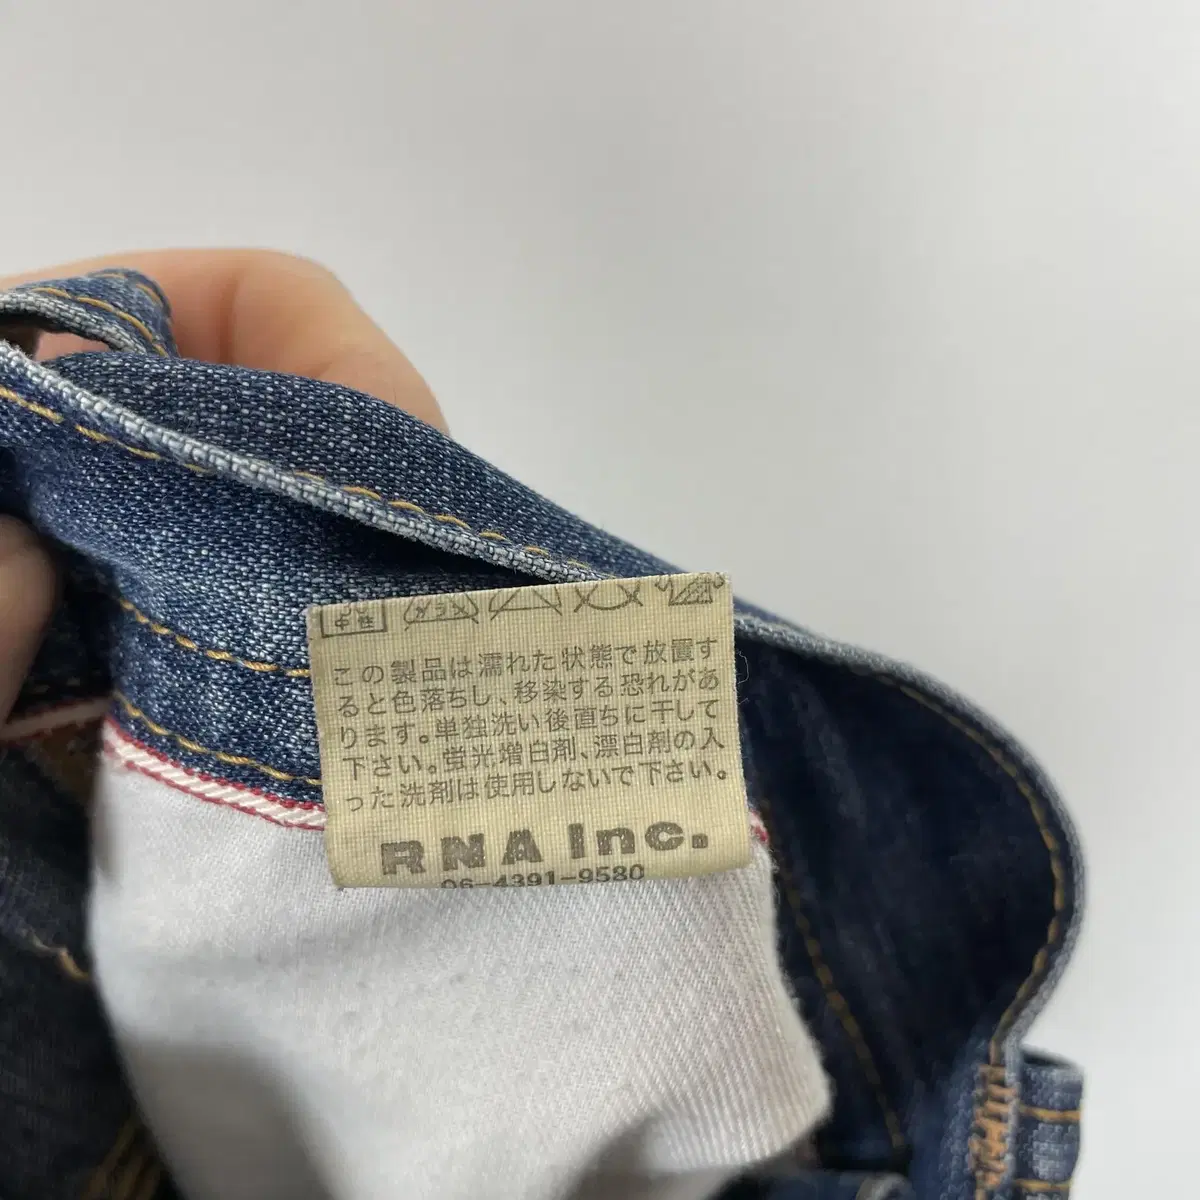 中性
この製品は濡れた状態で放置す
ると色落ちし、移染する恐れがあ
ります。単独洗い後直ちに干して
下さい。蛍光増白剤、漂白剤の入
った洗剤は使用しないで下さい。
RNA Inc.
06-4391-9580